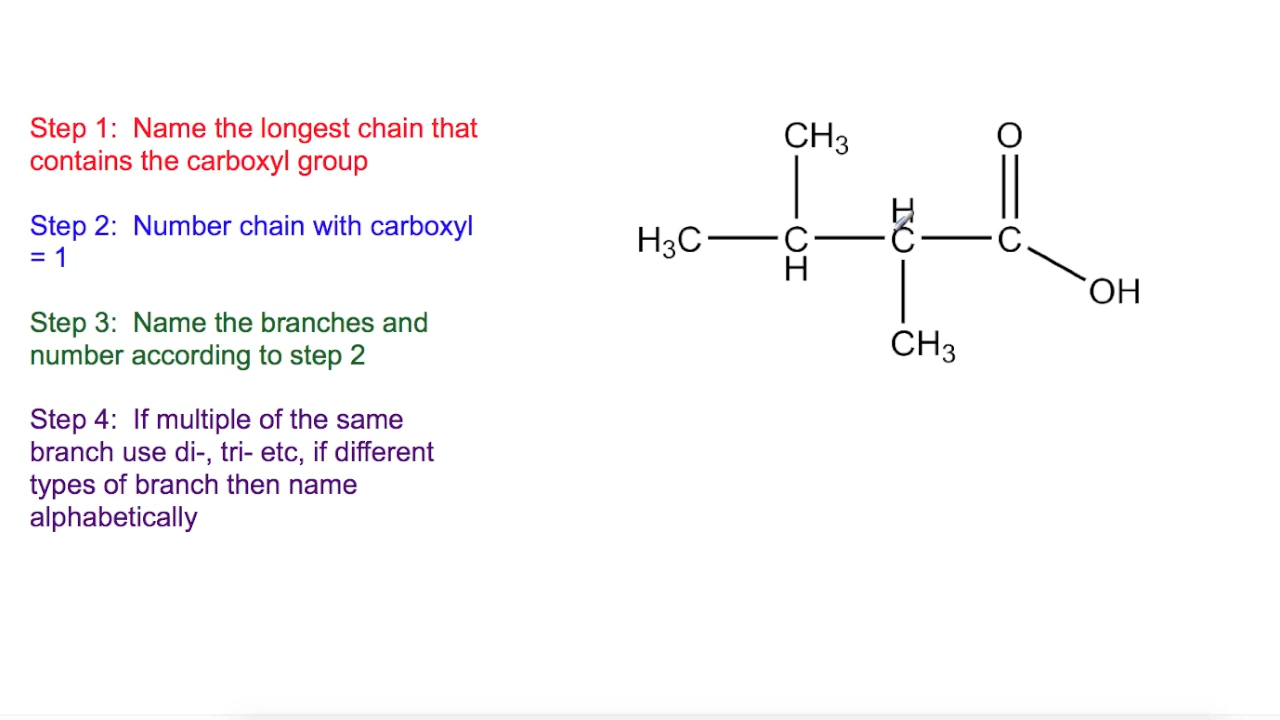 Step 1:  Name the longest chain that
contains the carboxyl group
Step 2:  Number chain with carboxyl
= 1
Step 3:  Name the branches and
number according to step 2
Step 4:  If multiple of the same
branch use di-, tri- etc, if different
types of branch then name
alphabetically
CH3 O
H
H3C C C C
H
OH
CH3